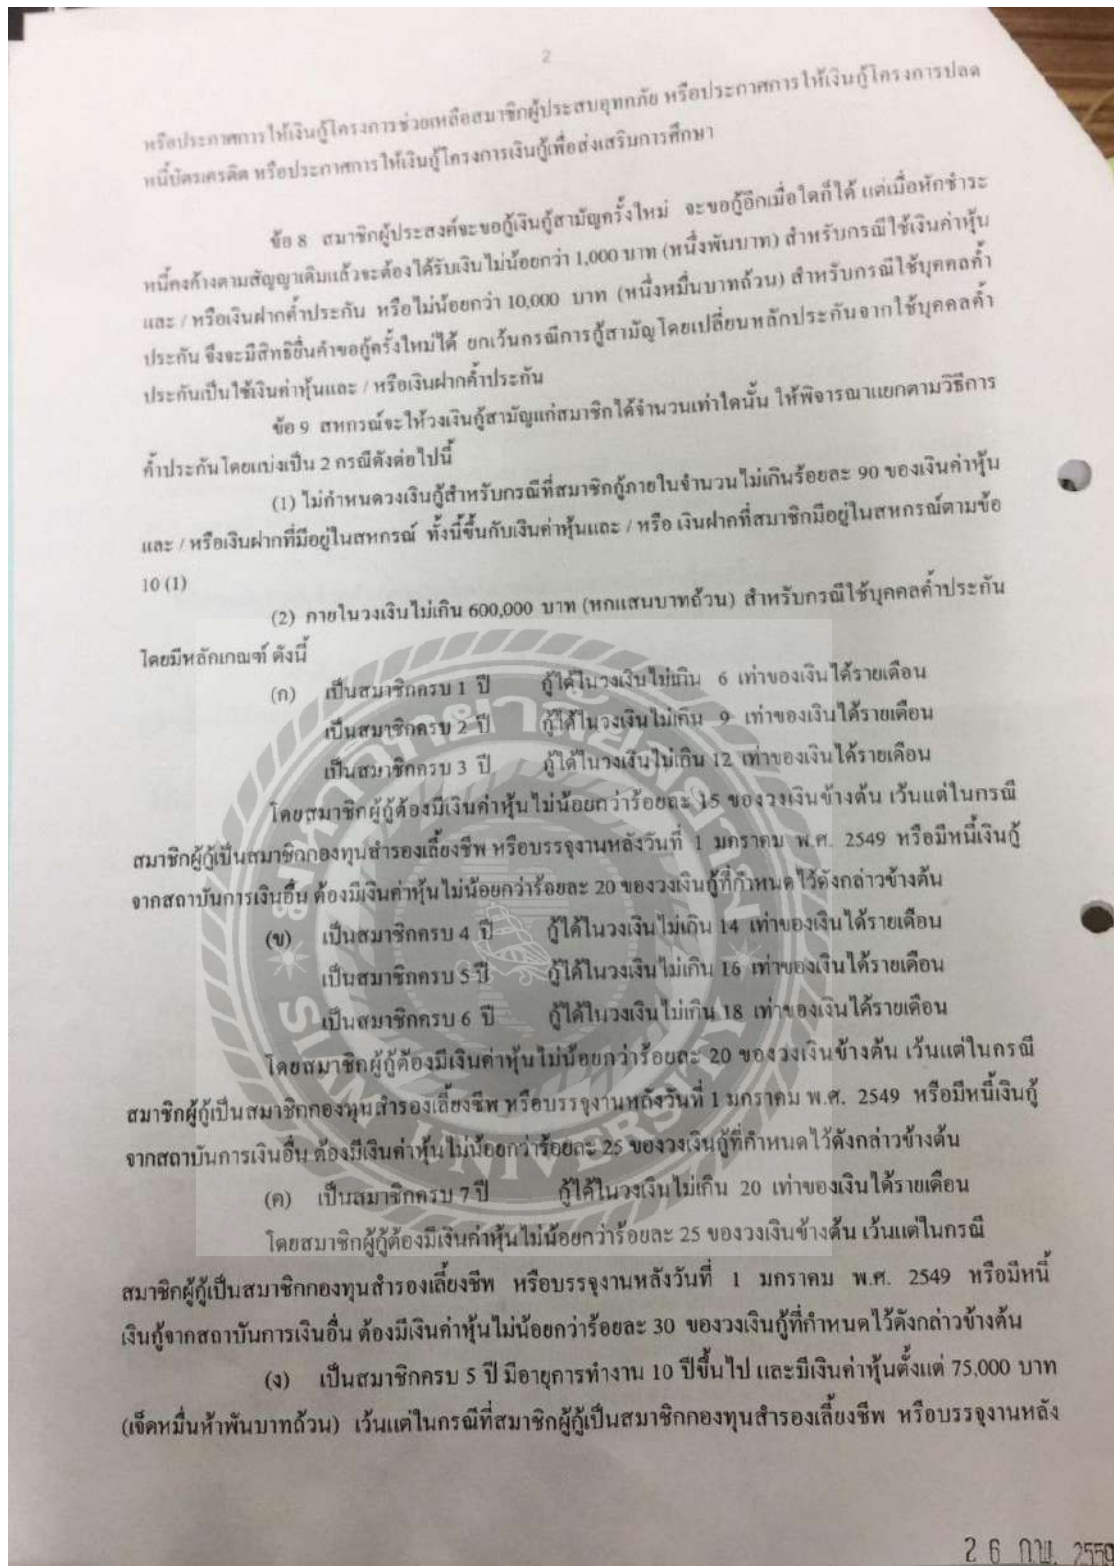 2
หรือประกาศการให้เงินกู้โครงการช่วยเหลือสมาชิกผู้ประสบอุทกภัย หรือประกาศการให้เงินกู้โครงการปลด
หนี้บัตรเครดิต หรือประกาศการให้เงินกู้โครงการเงินกู้เพื่อส่งเสริมการศึกษา
ข้อ 8 สมาชิกผู้ประสงค์จะขอกู้เงินกู้สามัญครั้งใหม่ จะขอกู้อีกเมื่อใดก็ได้ แต่เมื่อหักชำระ
หนี้คงค้างตามสัญญาเดิมแล้วจะต้องได้รับเงินไม่น้อยกว่า 1,000 บาท (หนึ่งพันบาท) สำหรับกรณีใช้เงินค่าหุ้น
และ / หรือเงินฝากค้ำประกัน หรือไม่น้อยกว่า 10,000 บาท (หนึ่งหมื่นบาทถ้วน) สำหรับกรณีใช้บุคคลค้ำ
ประกัน จึงจะมีสิทธิยื่นคำขอกู้ครั้งใหม่ได้ ยกเว้นกรณีการกู้สามัญโดยเปลี่ยนหลักประกันจากใช้บุคคลค้ำ
ประกันเป็นใช้เงินค่าหุ้นและ / หรือเงินฝากค้ำประกัน
ข้อ 9 สหกรณ์จะให้วงเงินกู้สามัญแก่สมาชิกได้จำนวนเท่าใดนั้น ให้พิจารณาแยกตามวิธีการ
ค้ำประกันโดยแบ่งเป็น 2 กรณีดังต่อไปนี้
(1) ไม่กำหนดวงเงินกู้สำหรับกรณีที่สมาชิกกู้ภายในจำนวนไม่เกินร้อยละ 90 ของเงินค่าหุ้น
และ / หรือเงินฝากที่มีอยู่ในสหกรณ์ ทั้งนี้ขึ้นกับเงินค่าหุ้นและ / หรือ เงินฝากที่สมาชิกมีอยู่ในสหกรณ์ตามข้อ
10 (1)
(2) ภายในวงเงินไม่เกิน 600,000 บาท (หกแสนบาทถ้วน) สำหรับกรณีใช้บุคคลค้ำประกัน
โดยมีหลักเกณฑ์ ดังนี้
(ก) เป็นสมาชิกครบ 1 ปี กู้ได้ในวงเงินไม่เกิน 6 เท่าของเงินได้รายเดือน
เป็นสมาชิกครบ 2 ปี กู้ได้ในวงเงินไม่เกิน 9 เท่าของเงินได้รายเดือน
เป็นสมาชิกครบ 3 ปี กู้ได้ในวงเงินไม่เกิน 12 เท่าของเงินได้รายเดือน
โดยสมาชิกผู้กู้ต้องมีเงินค่าหุ้นไม่น้อยกว่าร้อยละ 15 ของวงเงินข้างต้น เว้นแต่ในกรณี
สมาชิกผู้กู้เป็นสมาชิกกองทุนสำรองเลี้ยงชีพ หรือบรรจุงานหลังวันที่ 1 มกราคม พ.ศ. 2549 หรือมีหนี้เงินกู้
จากสถาบันการเงินอื่น ต้องมีเงินค่าหุ้นไม่น้อยกว่าร้อยละ 20 ของวงเงินกู้ที่กำหนดไว้ดังกล่าวข้างต้น
(ข) เป็นสมาชิกครบ 4 ปี กู้ได้ในวงเงินไม่เกิน 14 เท่าของเงินได้รายเดือน
เป็นสมาชิกครบ 5 ปี กู้ได้ในวงเงินไม่เกิน 16 เท่าของเงินได้รายเดือน
เป็นสมาชิกครบ 6 ปี กู้ได้ในวงเงินไม่เกิน 18 เท่าของเงินได้รายเดือน
โดยสมาชิกผู้กู้ต้องมีเงินค่าหุ้นไม่น้อยกว่าร้อยละ 20 ของวงเงินข้างต้น เว้นแต่ในกรณี
สมาชิกผู้กู้เป็นสมาชิกกองทุนสำรองเลี้ยงชีพ หรือบรรจุงานหลังวันที่ 1 มกราคม พ.ศ. 2549 หรือมีหนี้เงินกู้
จากสถาบันการเงินอื่น ต้องมีเงินค่าหุ้นไม่น้อยกว่าร้อยละ 25 ของวงเงินกู้ที่กำหนดไว้ดังกล่าวข้างต้น
(ค) เป็นสมาชิกครบ 7 ปี กู้ได้ในวงเงินไม่เกิน 20 เท่าของเงินได้รายเดือน
โดยสมาชิกผู้กู้ต้องมีเงินค่าหุ้นไม่น้อยกว่าร้อยละ 25 ของวงเงินข้างต้น เว้นแต่ในกรณี
สมาชิกผู้กู้เป็นสมาชิกกองทุนสำรองเลี้ยงชีพ หรือบรรจุงานหลังวันที่ 1 มกราคม พ.ศ. 2549 หรือมีหนี้
เงินกู้จากสถาบันการเงินอื่น ต้องมีเงินค่าหุ้นไม่น้อยกว่าร้อยละ 30 ของวงเงินกู้ที่กำหนดไว้ดังกล่าวข้างต้น
(ง) เป็นสมาชิกครบ 5 ปี มีอายุการทำงาน 10 ปีขึ้นไป และมีเงินค่าหุ้นตั้งแต่ 75,000 บาท
(เจ็ดหมื่นห้าพันบาทถ้วน) เว้นแต่ในกรณีที่สมาชิกผู้กู้เป็นสมาชิกกองทุนสำรองเลี้ยงชีพ หรือบรรจุงานหลัง
2 6 ก.พ. 2550
มหาวิทยาลัยสยาม
SIAM UNIVERSITY